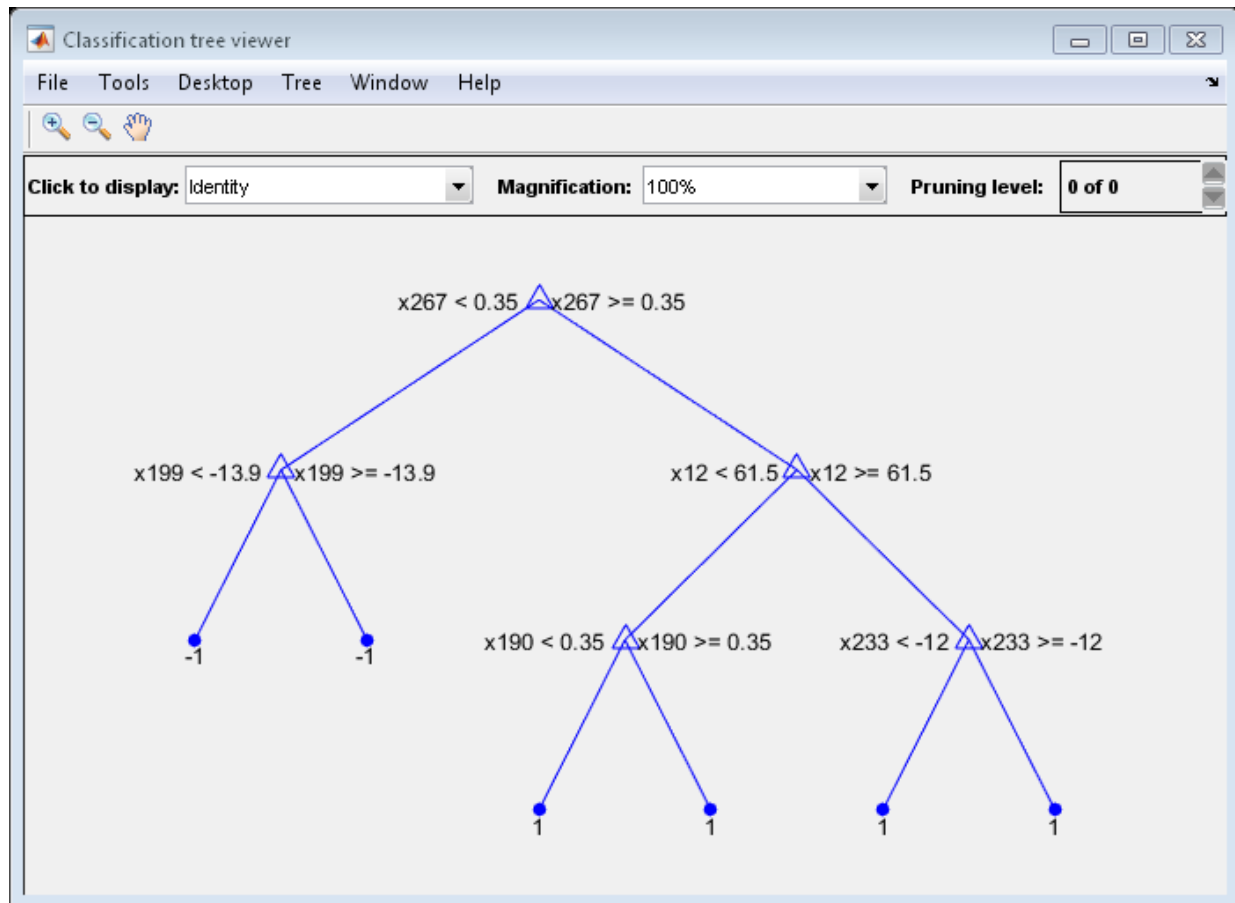 Classification tree viewer
File Tools Desktop Tree Window Help
Click to display: Identity Magnification: 100% Pruning level: 0 of 0
x267 < 0.35 x267 >= 0.35
x199 < -13.9 x199 >= -13.9 x12 < 61.5 x12 >= 61.5
-1 -1 x190 < 0.35 x190 >= 0.35 x233 < -12 x233 >= -12
1 1 1 1